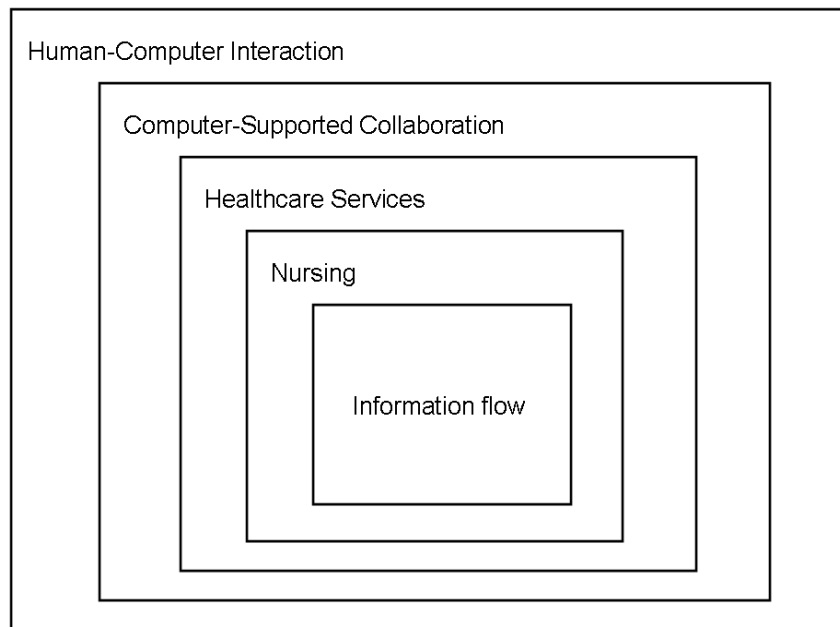 Human-Computer Interaction
Computer-Supported Collaboration
Healthcare Services
Nursing
Information flow